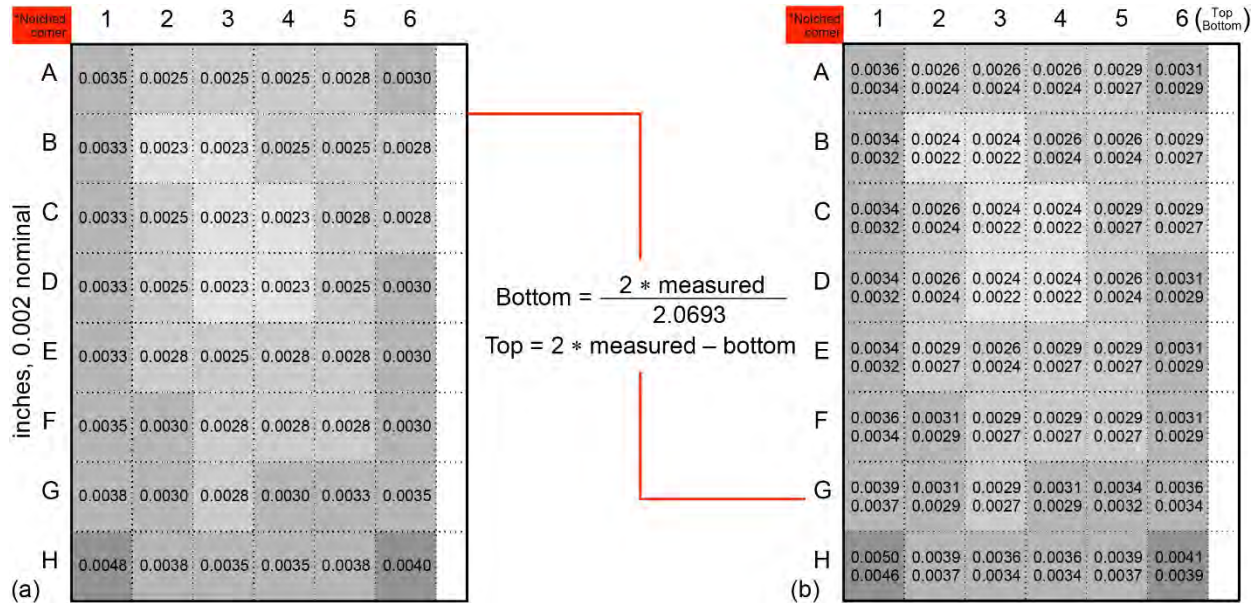 *Notched corner 1 2 3 4 5 6
A 0.0035 0.0025 0.0025 0.0025 0.0028 0.0030
B 0.0033 0.0023 0.0023 0.0025 0.0025 0.0028
C 0.0033 0.0025 0.0023 0.0023 0.0028 0.0028
D 0.0033 0.0025 0.0023 0.0023 0.0025 0.0030
E 0.0033 0.0028 0.0025 0.0028 0.0028 0.0030
F 0.0035 0.0030 0.0028 0.0028 0.0028 0.0030
G 0.0038 0.0030 0.0028 0.0030 0.0033 0.0035
H 0.0048 0.0038 0.0035 0.0035 0.0038 0.0040
inches, 0.002 nominal
(a)
Bottom = 2 * measured / 2.0693
Top = 2 * measured – bottom
*Notched corner 1 2 3 4 5 6 (Top Bottom)
A 0.0036 0.0026 0.0026 0.0026 0.0029 0.0031
0.0034 0.0024 0.0024 0.0024 0.0027 0.0029
B 0.0034 0.0024 0.0024 0.0026 0.0026 0.0029
0.0032 0.0022 0.0022 0.0024 0.0024 0.0027
C 0.0034 0.0026 0.0024 0.0024 0.0029 0.0029
0.0032 0.0024 0.0022 0.0022 0.0027 0.0027
D 0.0034 0.0026 0.0024 0.0024 0.0026 0.0031
0.0032 0.0024 0.0022 0.0022 0.0024 0.0029
E 0.0034 0.0029 0.0026 0.0029 0.0029 0.0031
0.0032 0.0027 0.0024 0.0027 0.0027 0.0029
F 0.0036 0.0031 0.0029 0.0029 0.0029 0.0031
0.0034 0.0029 0.0027 0.0027 0.0027 0.0029
G 0.0039 0.0031 0.0029 0.0031 0.0034 0.0036
0.0037 0.0029 0.0027 0.0029 0.0032 0.0034
H 0.0050 0.0039 0.0036 0.0036 0.0039 0.0041
0.0046 0.0037 0.0034 0.0034 0.0037 0.0039
(b)